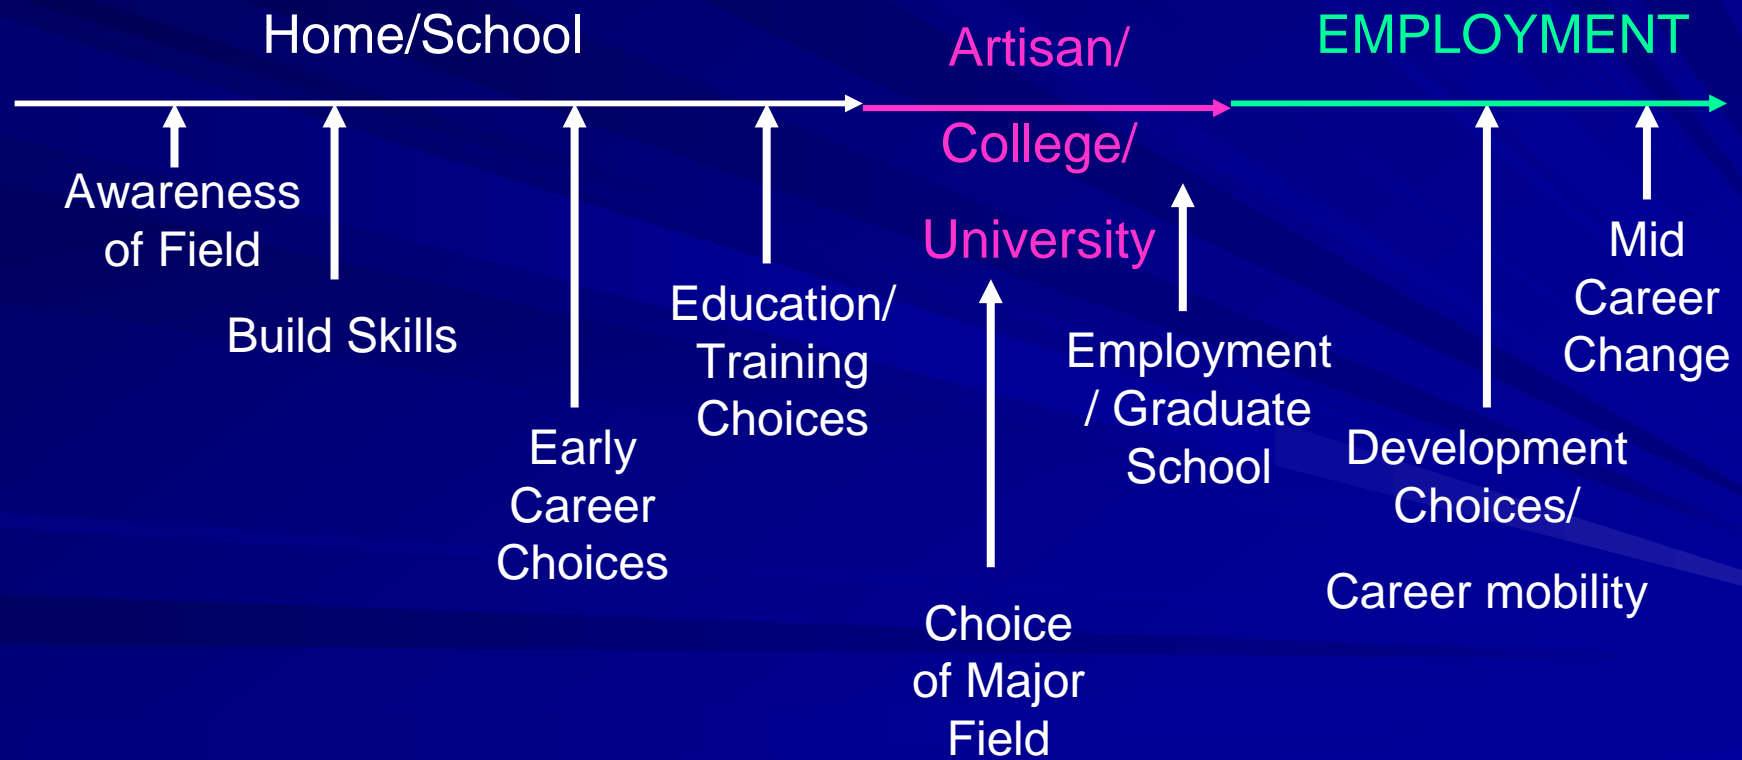 Home/School
Artisan/
College/
University
EMPLOYMENT
Awareness
of Field
Build Skills
Early
Career
Choices
Education/
Training
Choices
Choice
of Major
Field
Employment
/ Graduate
School
Development
Choices/
Career mobility
Mid
Career
Change